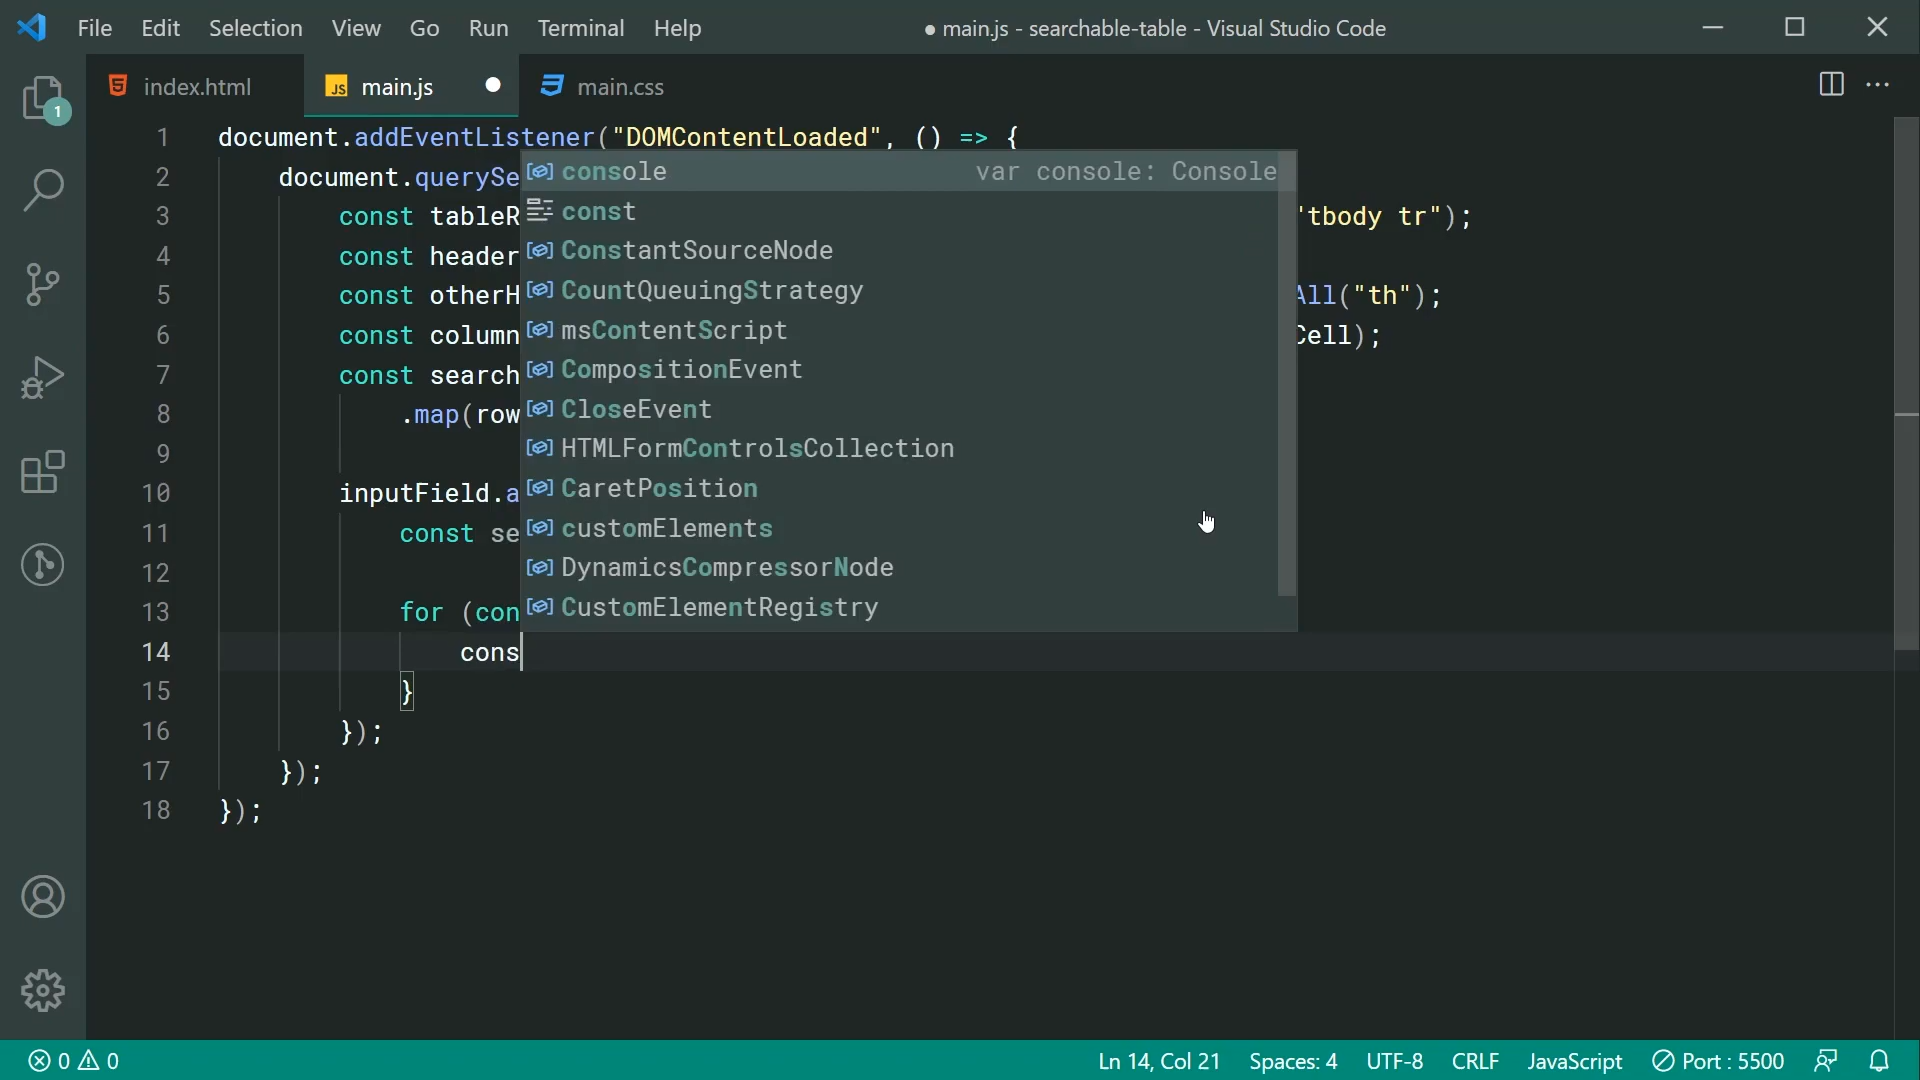 File Edit Selection View Go Run Terminal Help
● main.js - searchable-table - Visual Studio Code
1
index.html
JS main.js
main.css
1 document.addEventListener("DOMContentLoaded", () => {
2 document.querySe
3 const tableR 'tbody tr");
4 const header
5 const otherH All("th");
6 const column Cell);
7 const search
8 .map(row
9
10 inputField.a
11 const se
12
13 for (con
14 cons
15 }
16 });
17 });
18 });
console var console: Console
const
ConstantSourceNode
CountQueuingStrategy
msContentScript
CompositionEvent
CloseEvent
HTMLFormControlsCollection
CaretPosition
customElements
DynamicsCompressorNode
CustomElementRegistry
0 0
Ln 14, Col 21 Spaces: 4 UTF-8 CRLF JavaScript Port : 5500